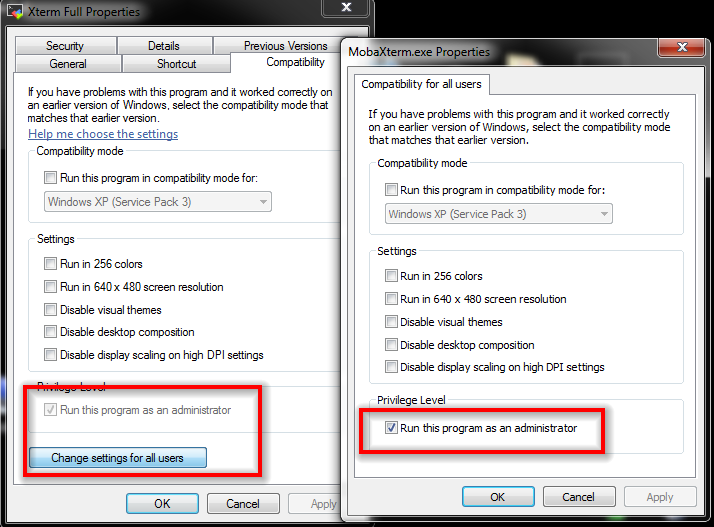 Xterm Full Properties
Security
Details
Previous Versions
General
Shortcut
Compatibility
If you have problems with this program and it worked correctly on
an earlier version of Windows, select the compatibility mode that
matches that earlier version.
Help me choose the settings
Compatibility mode
Run this program in compatibility mode for:
Windows XP (Service Pack 3)
Settings
Run in 256 colors
Run in 640 x 480 screen resolution
Disable visual themes
Disable desktop composition
Disable display scaling on high DPI settings
Privilege Level
Run this program as an administrator
Change settings for all users
OK
Cancel
Apply
MobaXterm.exe Properties
Compatibility for all users
If you have problems with this program and it worked correctly
on an earlier version of Windows, select the compatibility mode
that matches that earlier version.
Compatibility mode
Run this program in compatibility mode for:
Windows XP (Service Pack 3)
Settings
Run in 256 colors
Run in 640 x 480 screen resolution
Disable visual themes
Disable desktop composition
Disable display scaling on high DPI settings
Privilege Level
Run this program as an administrator
OK
Cancel
Apply